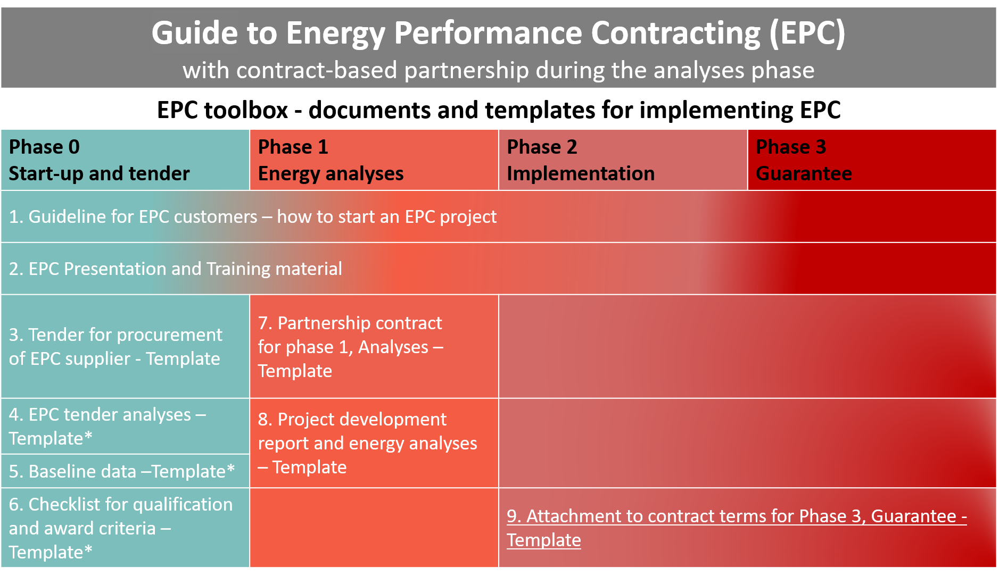 Guide to Energy Performance Contracting (EPC)
with contract-based partnership during the analyses phase
EPC toolbox - documents and templates for implementing EPC
Phase 0
Start-up and tender
Phase 1
Energy analyses
Phase 2
Implementation
Phase 3
Guarantee
1. Guideline for EPC customers – how to start an EPC project
2. EPC Presentation and Training material
3. Tender for procurement
of EPC supplier - Template
7. Partnership contract
for phase 1, Analyses –
Template
4. EPC tender analyses –
Template*
5. Baseline data –Template*
8. Project development
report and energy analyses
– Template
6. Checklist for qualification
and award criteria –
Template*
9. Attachment to contract terms for Phase 3, Guarantee -
Template